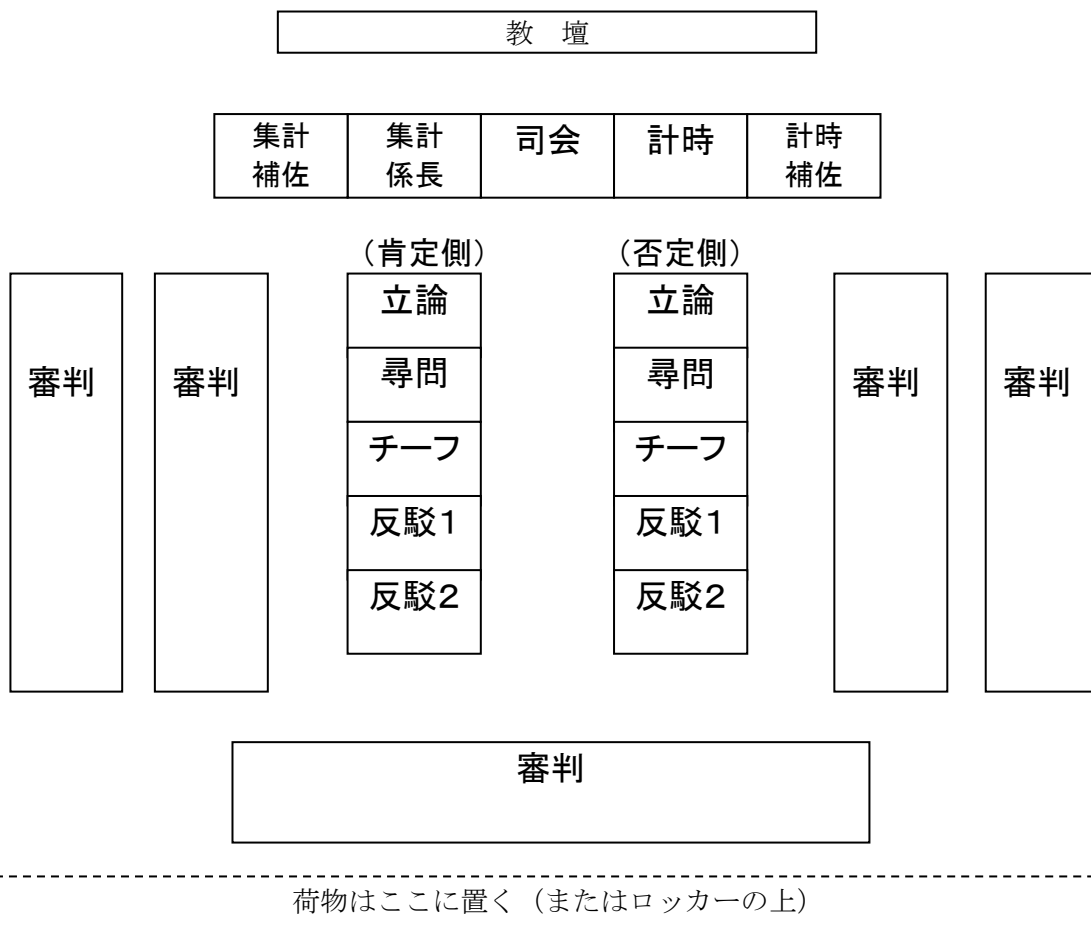 教　壇
集計
補佐
集計
係長
司会
計時
計時
補佐
（肯定側）
（否定側）
審判
審判
立論
尋問
チーフ
反駁１
反駁２
立論
尋問
チーフ
反駁１
反駁２
審判
審判
審判
荷物はここに置く（またはロッカーの上）